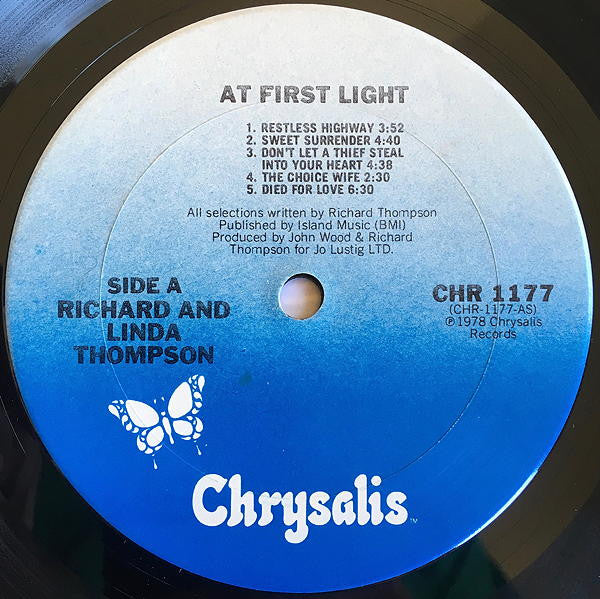 AT FIRST LIGHT
1. RESTLESS HIGHWAY 3:52
2. SWEET SURRENDER 4:40
3. DON'T LET A THIEF STEAL
INTO YOUR HEART 4:38
4. THE CHOICE WIFE 2:30
5. DIED FOR LOVE 6:30
All selections written by Richard Thompson
Published by Island Music (BMI)
Produced by John Wood & Richard
Thompson for Jo Lustig LTD.
SIDE A
RICHARD AND
LINDA
THOMPSON
CHR 1177
(CHR-1177-AS)
℗ 1978 Chrysalis
Records
Chrysalis™